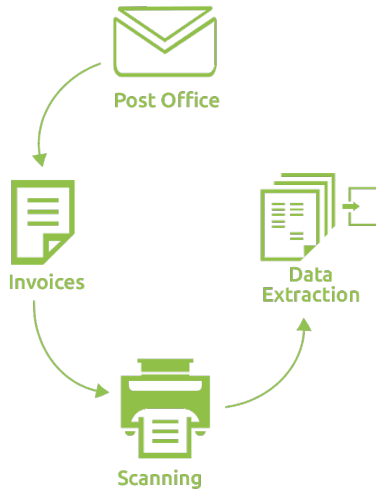 Post Office
Invoices
Data
Extraction
Scanning